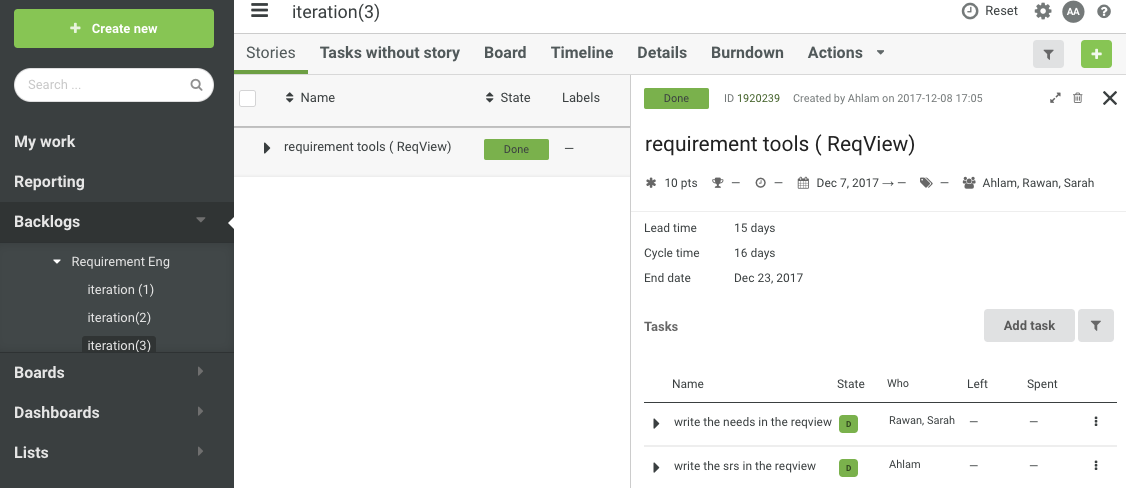 Create new
Search ...
My work
Reporting
Backlogs
Requirement Eng
iteration (1)
iteration(2)
iteration(3)
Boards
Dashboards
Lists
iteration(3)
Reset
AA
?
Stories Tasks without story Board Timeline Details Burndown Actions
Name State Labels
requirement tools ( ReqView) Done –
Done ID 1920239 Created by Ahlam on 2017-12-08 17:05
requirement tools ( ReqView)
10 pts – – Dec 7, 2017 → – – Ahlam, Rawan, Sarah
Lead time 15 days
Cycle time 16 days
End date Dec 23, 2017
Tasks Add task
Name State Who Left Spent
write the needs in the reqview D Rawan, Sarah – –
write the srs in the reqview D Ahlam – –